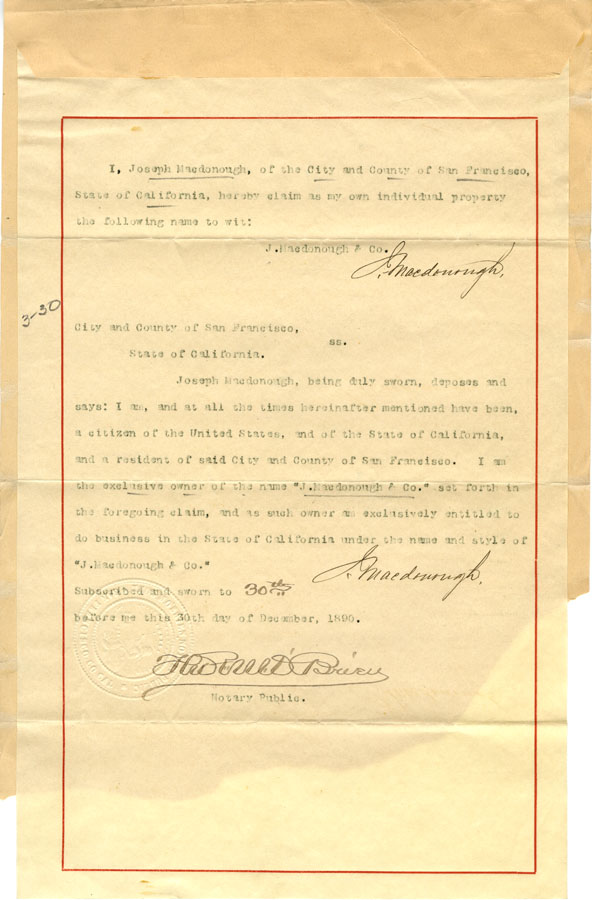 I, Joseph Macdonough, of the City and County of San Francisco,
State of California, hereby claim as my own individual property
the following name to wit:
J.Macdonough & Co.
J. Macdonough.
3-30
City and County of San Francisco,
ss.
State of California.
Joseph Macdonough, being duly sworn, deposes and
says: I am, and at all the times hereinafter mentioned have been,
a citizen of the United States, and of the State of California,
and a resident of said City and County of San Francisco. I am
the exclusive owner of the name "J.Macdonough & Co." set forth in
the foregoing claim, and as such owner am exclusively entitled to
do business in the State of California under the name and style of
"J.Macdonough & Co."
J. Macdonough.
Subscribed and sworn to 30th
before me this 30th day of December, 1890.
O'Brien
Notary Public.